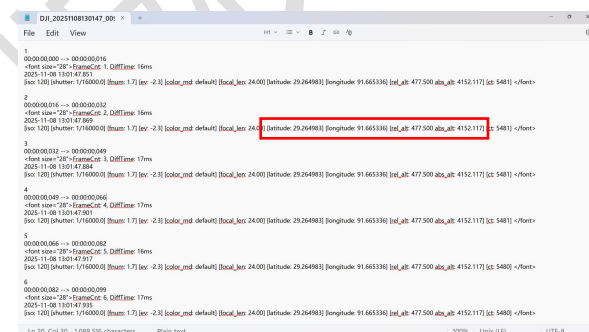 DJI_20251108130147_00! × +
File Edit View H1 B I
1
00:00:00,000 --> 00:00:00,016
<font size="28">FrameCnt: 1, DiffTime: 16ms
2025-11-08 13:01:47.851
[iso: 120] [shutter: 1/16000.0] [fnum: 1.7] [ev: -2.3] [color_md: default] [focal_len: 24.00] [latitude: 29.264983] [longitude: 91.665336] [rel_alt: 477.500 abs_alt: 4152.117] [ct: 5481] </font>
2
00:00:00,016 --> 00:00:00,032
<font size="28">FrameCnt: 2, DiffTime: 16ms
2025-11-08 13:01:47.869
[iso: 120] [shutter: 1/16000.0] [fnum: 1.7] [ev: -2.3] [color_md: default] [focal_len: 24.00] [latitude: 29.264983] [longitude: 91.665336] [rel_alt: 477.500 abs_alt: 4152.117] [ct: 5481] </font>
3
00:00:00,032 --> 00:00:00,049
<font size="28">FrameCnt: 3, DiffTime: 17ms
2025-11-08 13:01:47.884
[iso: 120] [shutter: 1/16000.0] [fnum: 1.7] [ev: -2.3] [color_md: default] [focal_len: 24.00] [latitude: 29.264983] [longitude: 91.665336] [rel_alt: 477.500 abs_alt: 4152.117] [ct: 5481] </font>
4
00:00:00,049 --> 00:00:00,066
<font size="28">FrameCnt: 4, DiffTime: 17ms
2025-11-08 13:01:47.901
[iso: 120] [shutter: 1/16000.0] [fnum: 1.7] [ev: -2.3] [color_md: default] [focal_len: 24.00] [latitude: 29.264983] [longitude: 91.665336] [rel_alt: 477.500 abs_alt: 4152.117] [ct: 5481] </font>
5
00:00:00,066 --> 00:00:00,082
<font size="28">FrameCnt: 5, DiffTime: 16ms
2025-11-08 13:01:47.917
[iso: 120] [shutter: 1/16000.0] [fnum: 1.7] [ev: -2.3] [color_md: default] [focal_len: 24.00] [latitude: 29.264983] [longitude: 91.665336] [rel_alt: 477.500 abs_alt: 4152.117] [ct: 5480] </font>
6
00:00:00,082 --> 00:00:00,099
<font size="28">FrameCnt: 6, DiffTime: 17ms
2025-11-08 13:01:47.935
[iso: 120] [shutter: 1/16000.0] [fnum: 1.7] [ev: -2.3] [color_md: default] [focal_len: 24.00] [latitude: 29.264983] [longitude: 91.665336] [rel_alt: 477.500 abs_alt: 4152.117] [ct: 5480] </font>
Ln 20, Col 30 1,089,516 characters Plain text 100% Unix (LF) UTF-8